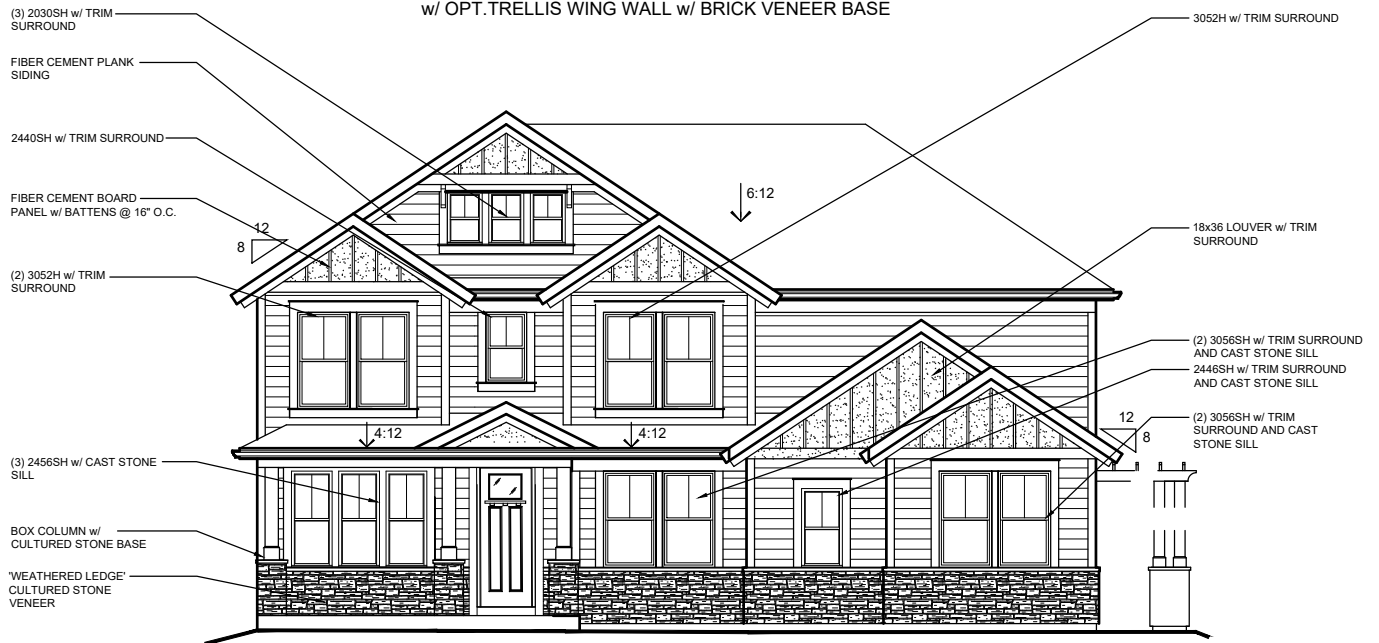 w/ OPT.TRELLIS WING WALL w/ BRICK VENEER BASE
(3) 2030SH w/ TRIM
SURROUND
FIBER CEMENT PLANK
SIDING
2440SH w/ TRIM SURROUND
FIBER CEMENT BOARD
PANEL w/ BATTENS @ 16" O.C.
12
8
(2) 3052H w/ TRIM
SURROUND
(3) 2456SH w/ CAST STONE
SILL
BOX COLUMN w/
CULTURED STONE BASE
'WEATHERED LEDGE'
CULTURED STONE
VENEER
6:12
4:12
4:12
3052H w/ TRIM SURROUND
18x36 LOUVER w/ TRIM
SURROUND
(2) 3056SH w/ TRIM SURROUND
AND CAST STONE SILL
2446SH w/ TRIM SURROUND
AND CAST STONE SILL
12
8
(2) 3056SH w/ TRIM
SURROUND AND CAST
STONE SILL